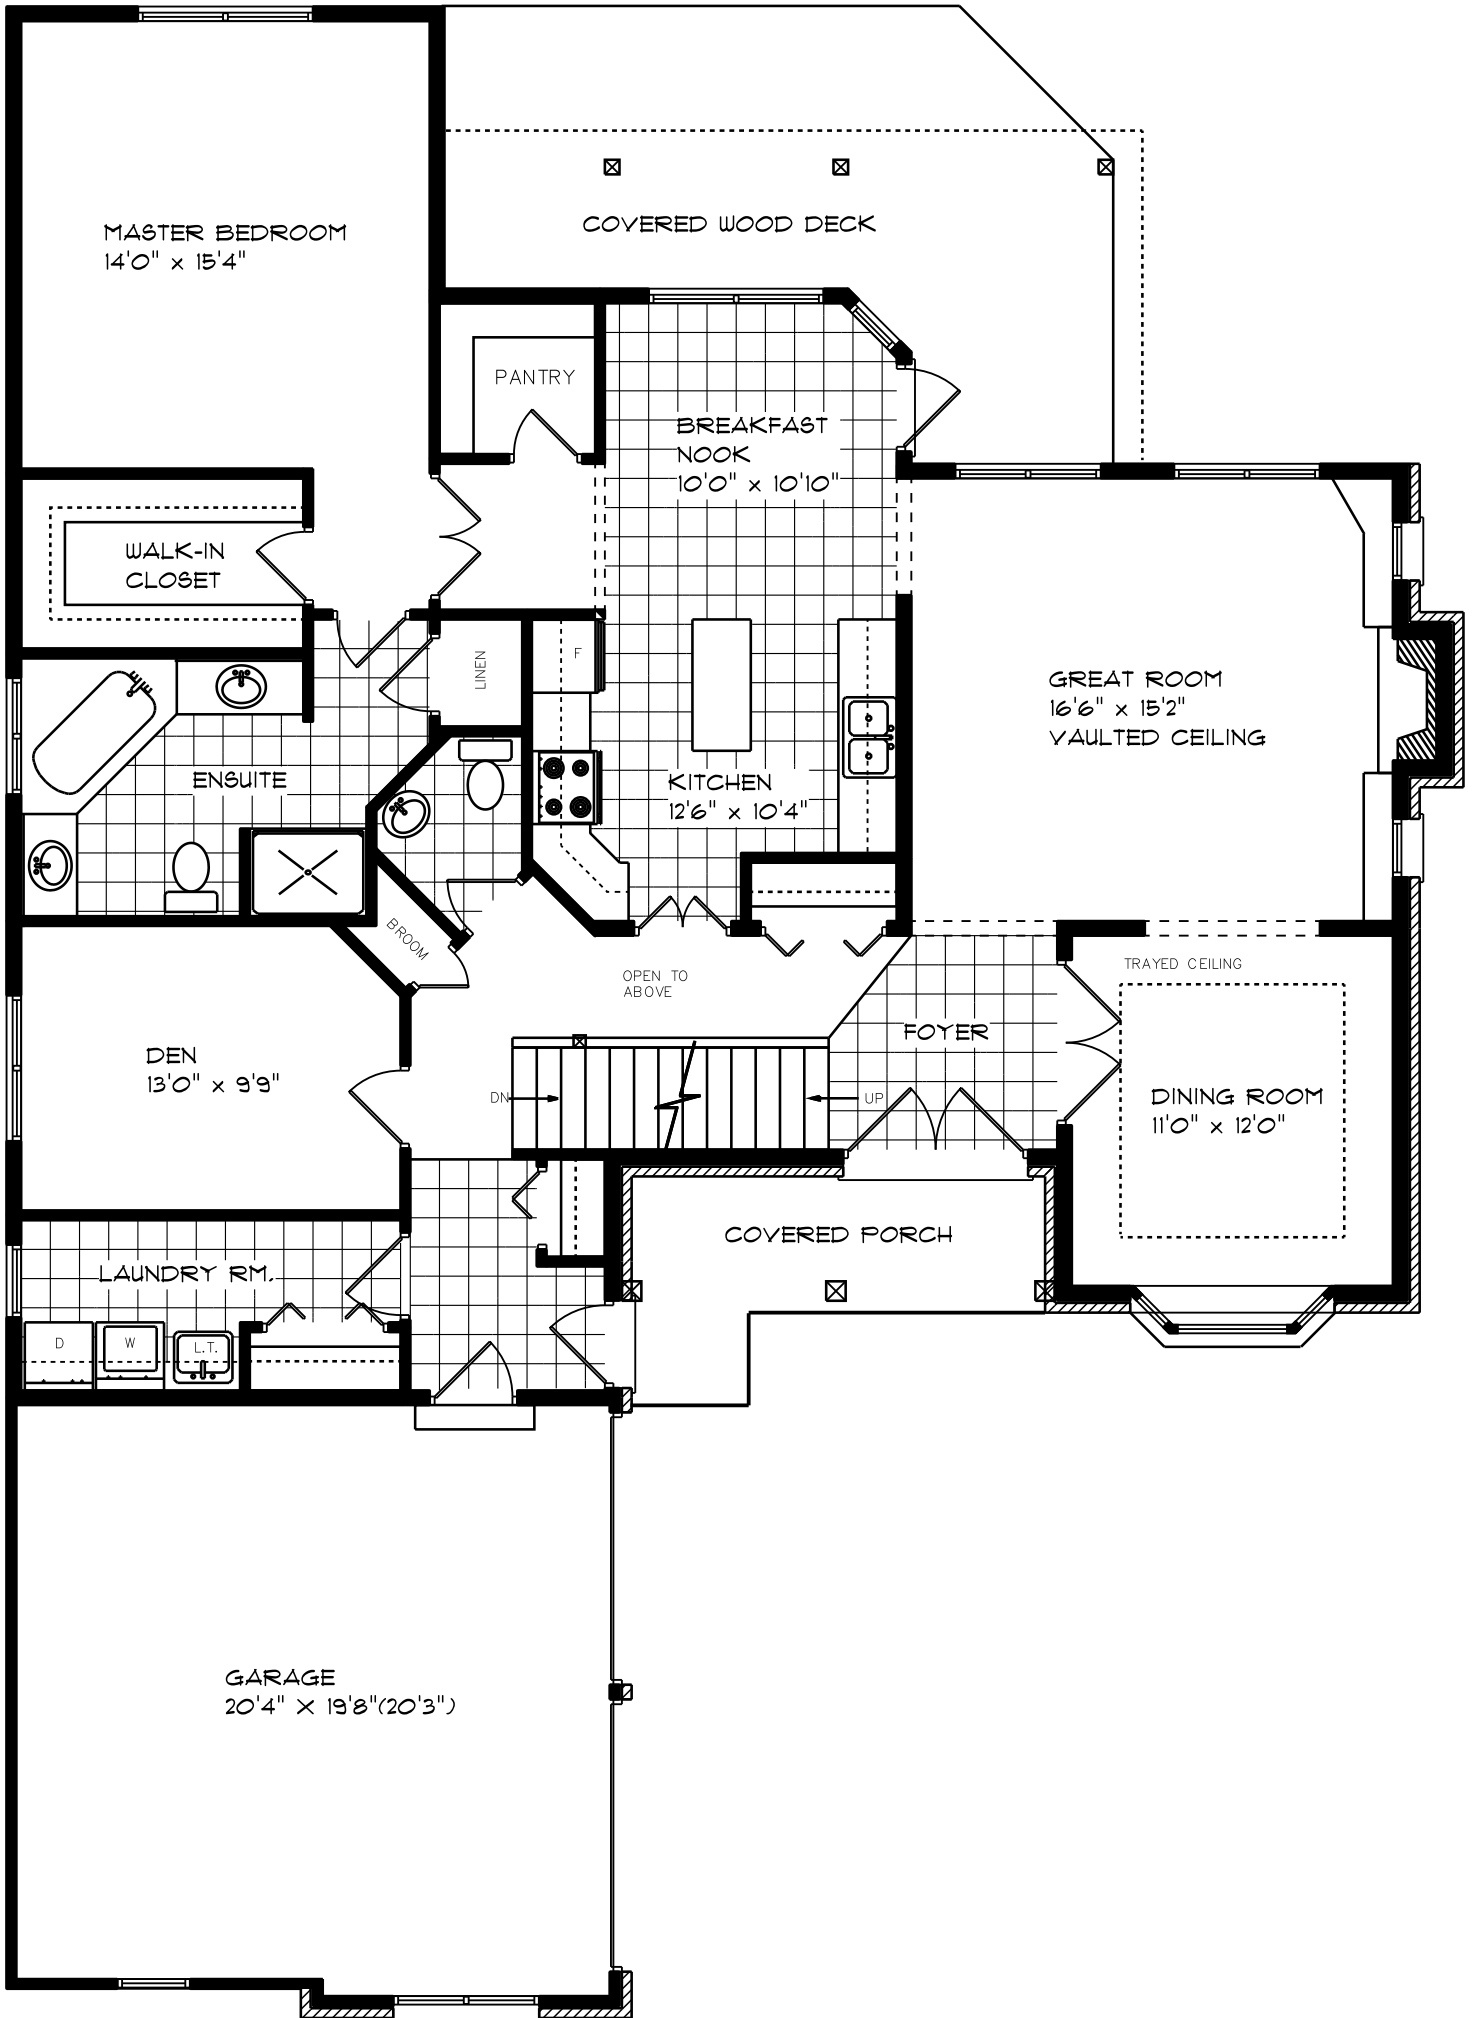 COVERED WOOD DECK
MASTER BEDROOM
14'0" x 15'4"
PANTRY
BREAKFAST
NOOK
10'0" x 10'10"
WALK-IN
CLOSET
LINEN
F
GREAT ROOM
16'6" x 15'2"
VAULTED CEILING
ENSUITE
KITCHEN
12'6" x 10'4"
BROOM
OPEN TO
ABOVE
TRAYED CEILING
FOYER
DEN
13'0" x 9'9"
DN
UP
DINING ROOM
11'0" x 12'0"
COVERED PORCH
LAUNDRY RM.
D
W
L.T.
GARAGE
20'4" X 19'8"(20'3")